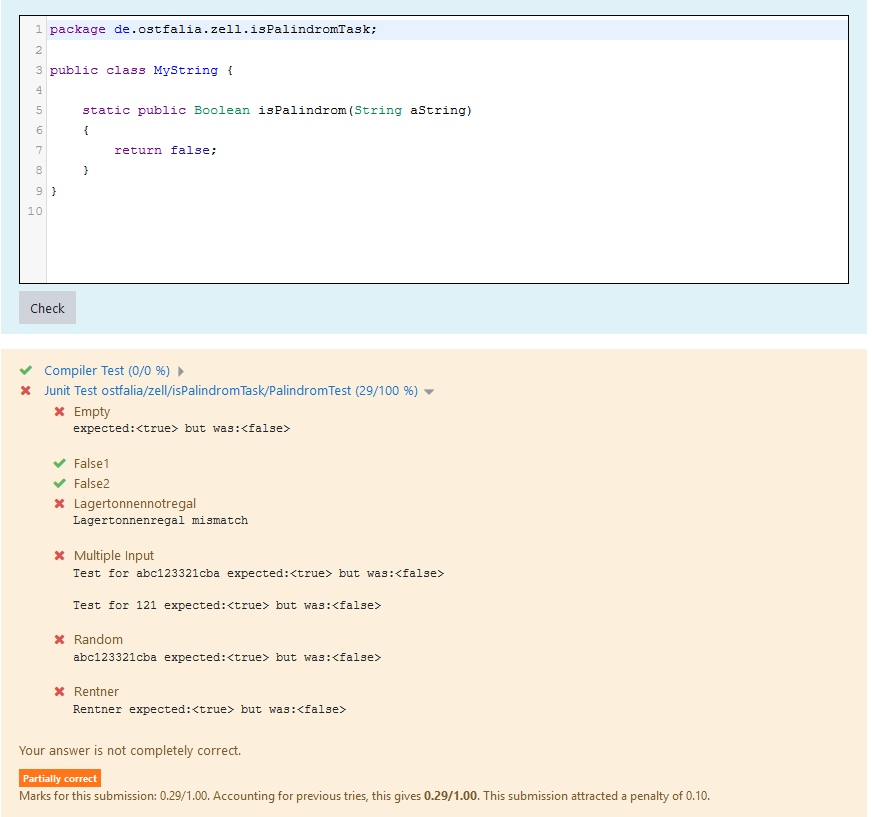 1 package de.ostfalia.zell.isPalindromTask;
2
3 public class MyString {
4
5 static public Boolean isPalindrom(String aString)
6 {
7 return false;
8 }
9 }
10
Check
Compiler Test (0/0 %)
Junit Test ostfalia/zell/isPalindromTask/PalindromTest (29/100 %)
Empty
expected:<true> but was:<false>
False1
False2
Lagertonnennotregal
Lagertonnenregal mismatch
Multiple Input
Test for abc123321cba expected:<true> but was:<false>
Test for 121 expected:<true> but was:<false>
Random
abc123321cba expected:<true> but was:<false>
Rentner
Rentner expected:<true> but was:<false>
Your answer is not completely correct.
Partially correct
Marks for this submission: 0.29/1.00. Accounting for previous tries, this gives 0.29/1.00. This submission attracted a penalty of 0.10.